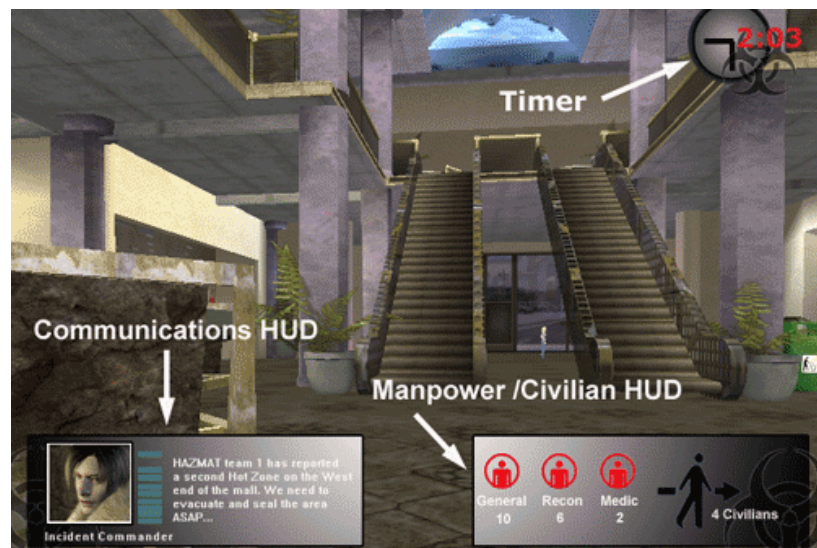 2:03
Timer
Communications HUD
Manpower /Civilian HUD
HAZMAT team 1 has reported
a second Hot Zone on the West
end of the mall. We need to
evacuate and seal the area
ASAP...
Incident Commander
General Recon Medic
10 6 2
4 Civilians